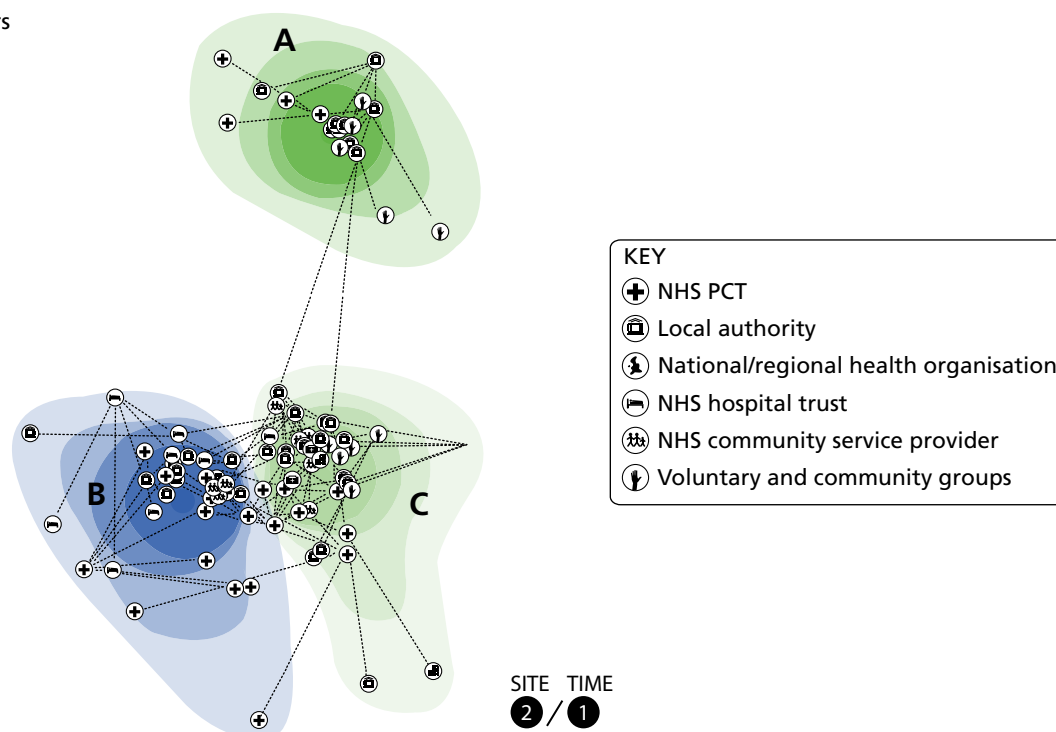 A
B
C
KEY
NHS PCT
Local authority
National/regional health organisation
NHS hospital trust
NHS community service provider
Voluntary and community groups
SITE TIME
2 / 1